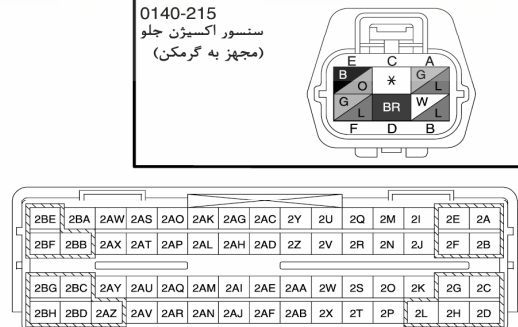 0140-215
سنسور اکسیژن جلو
(مجهز به گرمکن)
E C A
B O * G L
G L BR W L
F D B
2BE 2BA 2AW 2AS 2AO 2AK 2AG 2AC 2Y 2U 2Q 2M 2I 2E 2A
2BF 2BB 2AX 2AT 2AP 2AL 2AH 2AD 2Z 2V 2R 2N 2J 2F 2B
2BG 2BC 2AY 2AU 2AQ 2AM 2AI 2AE 2AA 2W 2S 2O 2K 2G 2C
2BH 2BD 2AZ 2AV 2AR 2AN 2AJ 2AF 2AB 2X 2T 2P 2L 2H 2D